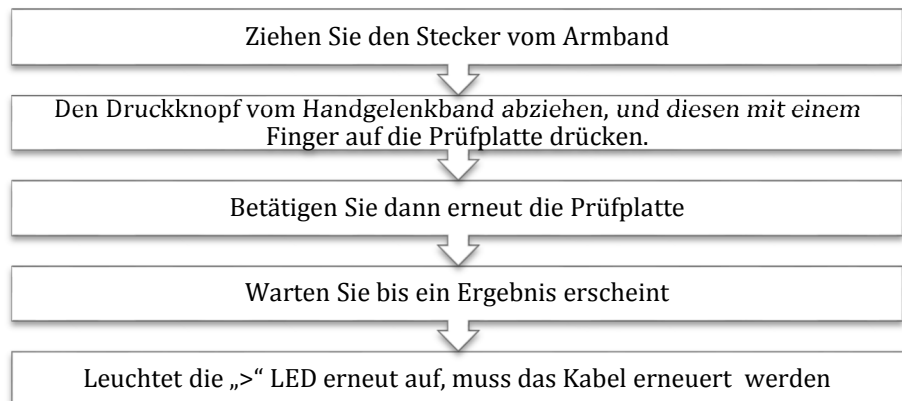 Ziehen Sie den Stecker vom Armband
Den Druckknopf vom Handgelenkband abziehen, und diesen mit einem
Finger auf die Prüfplatte drücken.
Betätigen Sie dann erneut die Prüfplatte
Warten Sie bis ein Ergebnis erscheint
Leuchtet die „>“ LED erneut auf, muss das Kabel erneuert  werden